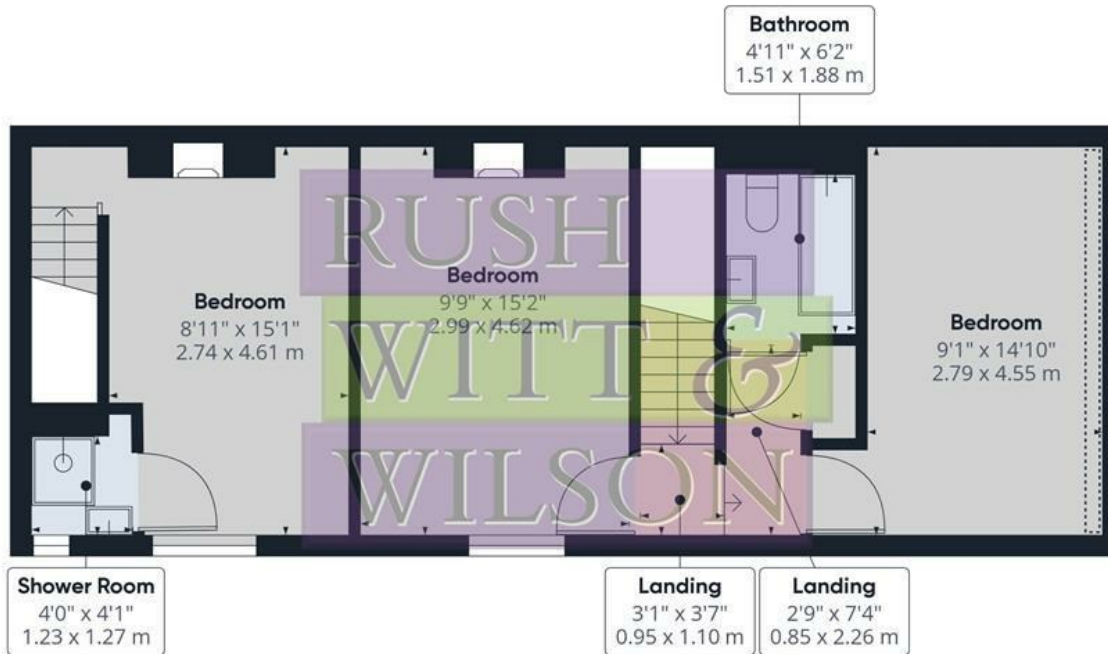 Bathroom
4'11" x 6'2"
1.51 x 1.88 m
RUSH
WITT &
WILSON
Bedroom
8'11" x 15'1"
2.74 x 4.61 m
Bedroom
9'9" x 15'2"
2.99 x 4.62 m
Bedroom
9'1" x 14'10"
2.79 x 4.55 m
Shower Room
4'0" x 4'1"
1.23 x 1.27 m
Landing
3'1" x 3'7"
0.95 x 1.10 m
Landing
2'9" x 7'4"
0.85 x 2.26 m